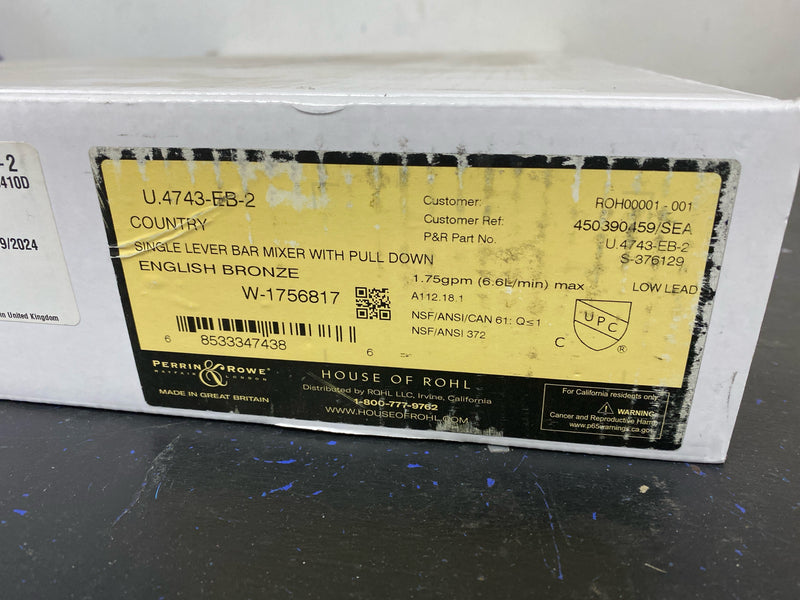 -2
410D
9/2024
in United Kingdom
U.4743-EB-2
COUNTRY
SINGLE LEVER BAR MIXER WITH PULL DOWN
ENGLISH BRONZE
W-1756817
6 8533347438 6
Customer: ROH00001 - 001
Customer Ref: 450390459/SEA
P&R Part No. U.4743-EB-2
S-376129
1.75gpm (6.6L/min) max LOW LEAD
A112.18.1
NSF/ANSI/CAN 61: Q≤1
NSF/ANSI 372
C UPC ®
PERRIN & ROWE®
MAYFAIR LONDON
MADE IN GREAT BRITAIN
HOUSE OF ROHL
Distributed by ROHL LLC, Irvine, California
1-800-777-9762
WWW.HOUSEOFROHL.COM
For California residents only
WARNING:
Cancer and Reproductive Harm
www.p65warnings.ca.gov